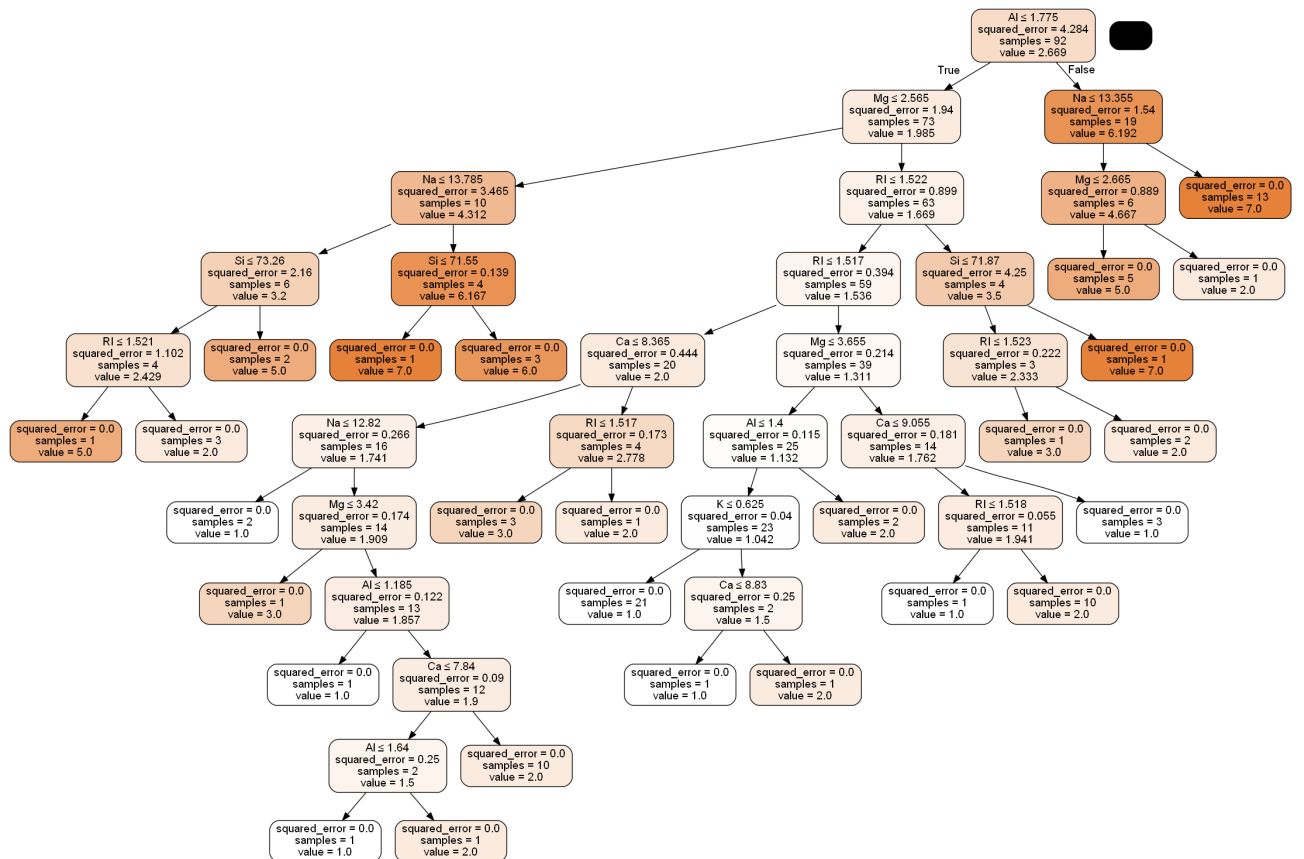 Al ≤ 1.775
squared_error = 4.284
samples = 92
value = 2.669
True
False
Mg ≤ 2.565
squared_error = 1.94
samples = 73
value = 1.985
Na ≤ 13.355
squared_error = 1.54
samples = 19
value = 6.192
Na ≤ 13.785
squared_error = 3.465
samples = 10
value = 4.312
RI ≤ 1.522
squared_error = 0.899
samples = 63
value = 1.669
Mg ≤ 2.665
squared_error = 0.889
samples = 6
value = 4.667
squared_error = 0.0
samples = 13
value = 7.0
Si ≤ 73.26
squared_error = 2.16
samples = 6
value = 3.2
Si ≤ 71.55
squared_error = 0.139
samples = 4
value = 6.167
RI ≤ 1.517
squared_error = 0.394
samples = 59
value = 1.536
Si ≤ 71.87
squared_error = 4.25
samples = 4
value = 3.5
squared_error = 0.0
samples = 5
value = 5.0
squared_error = 0.0
samples = 1
value = 2.0
RI ≤ 1.521
squared_error = 1.102
samples = 4
value = 2.429
squared_error = 0.0
samples = 2
value = 5.0
squared_error = 0.0
samples = 1
value = 7.0
squared_error = 0.0
samples = 3
value = 6.0
Ca ≤ 8.365
squared_error = 0.444
samples = 20
value = 2.0
Mg ≤ 3.655
squared_error = 0.214
samples = 39
value = 1.311
RI ≤ 1.523
squared_error = 0.222
samples = 3
value = 2.333
squared_error = 0.0
samples = 1
value = 7.0
squared_error = 0.0
samples = 1
value = 5.0
squared_error = 0.0
samples = 3
value = 2.0
Na ≤ 12.82
squared_error = 0.266
samples = 16
value = 1.741
RI ≤ 1.517
squared_error = 0.173
samples = 4
value = 2.778
Al ≤ 1.4
squared_error = 0.115
samples = 25
value = 1.132
Ca ≤ 9.055
squared_error = 0.181
samples = 14
value = 1.762
squared_error = 0.0
samples = 1
value = 3.0
squared_error = 0.0
samples = 2
value = 2.0
squared_error = 0.0
samples = 2
value = 1.0
Mg ≤ 3.42
squared_error = 0.174
samples = 14
value = 1.909
squared_error = 0.0
samples = 3
value = 3.0
squared_error = 0.0
samples = 1
value = 2.0
K ≤ 0.625
squared_error = 0.04
samples = 23
value = 1.042
squared_error = 0.0
samples = 2
value = 2.0
RI ≤ 1.518
squared_error = 0.055
samples = 11
value = 1.941
squared_error = 0.0
samples = 3
value = 1.0
squared_error = 0.0
samples = 1
value = 3.0
Al ≤ 1.185
squared_error = 0.122
samples = 13
value = 1.857
squared_error = 0.0
samples = 21
value = 1.0
Ca ≤ 8.83
squared_error = 0.25
samples = 2
value = 1.5
squared_error = 0.0
samples = 1
value = 1.0
squared_error = 0.0
samples = 10
value = 2.0
squared_error = 0.0
samples = 1
value = 1.0
Ca ≤ 7.84
squared_error = 0.09
samples = 12
value = 1.9
squared_error = 0.0
samples = 1
value = 1.0
squared_error = 0.0
samples = 1
value = 2.0
Al ≤ 1.64
squared_error = 0.25
samples = 2
value = 1.5
squared_error = 0.0
samples = 10
value = 2.0
squared_error = 0.0
samples = 1
value = 1.0
squared_error = 0.0
samples = 1
value = 2.0